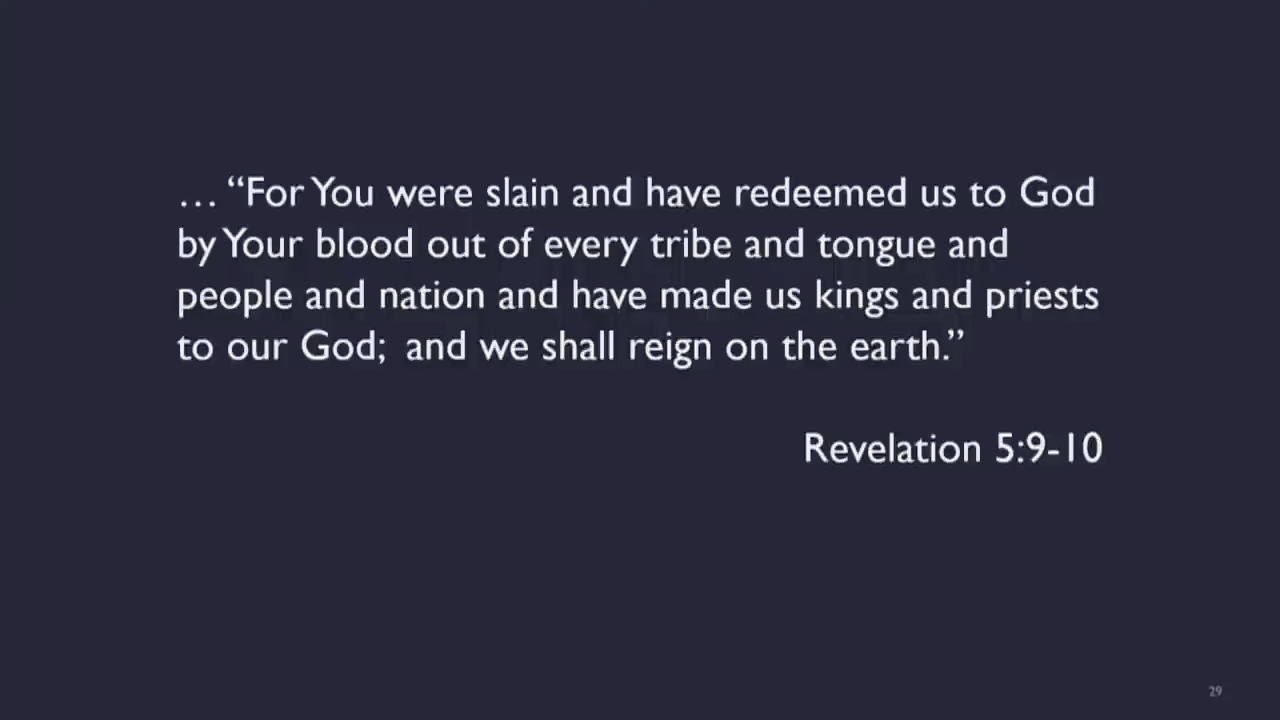 … “For You were slain and have redeemed us to God
by Your blood out of every tribe and tongue and
people and nation and have made us kings and priests
to our God; and we shall reign on the earth.”
Revelation 5:9-10
29